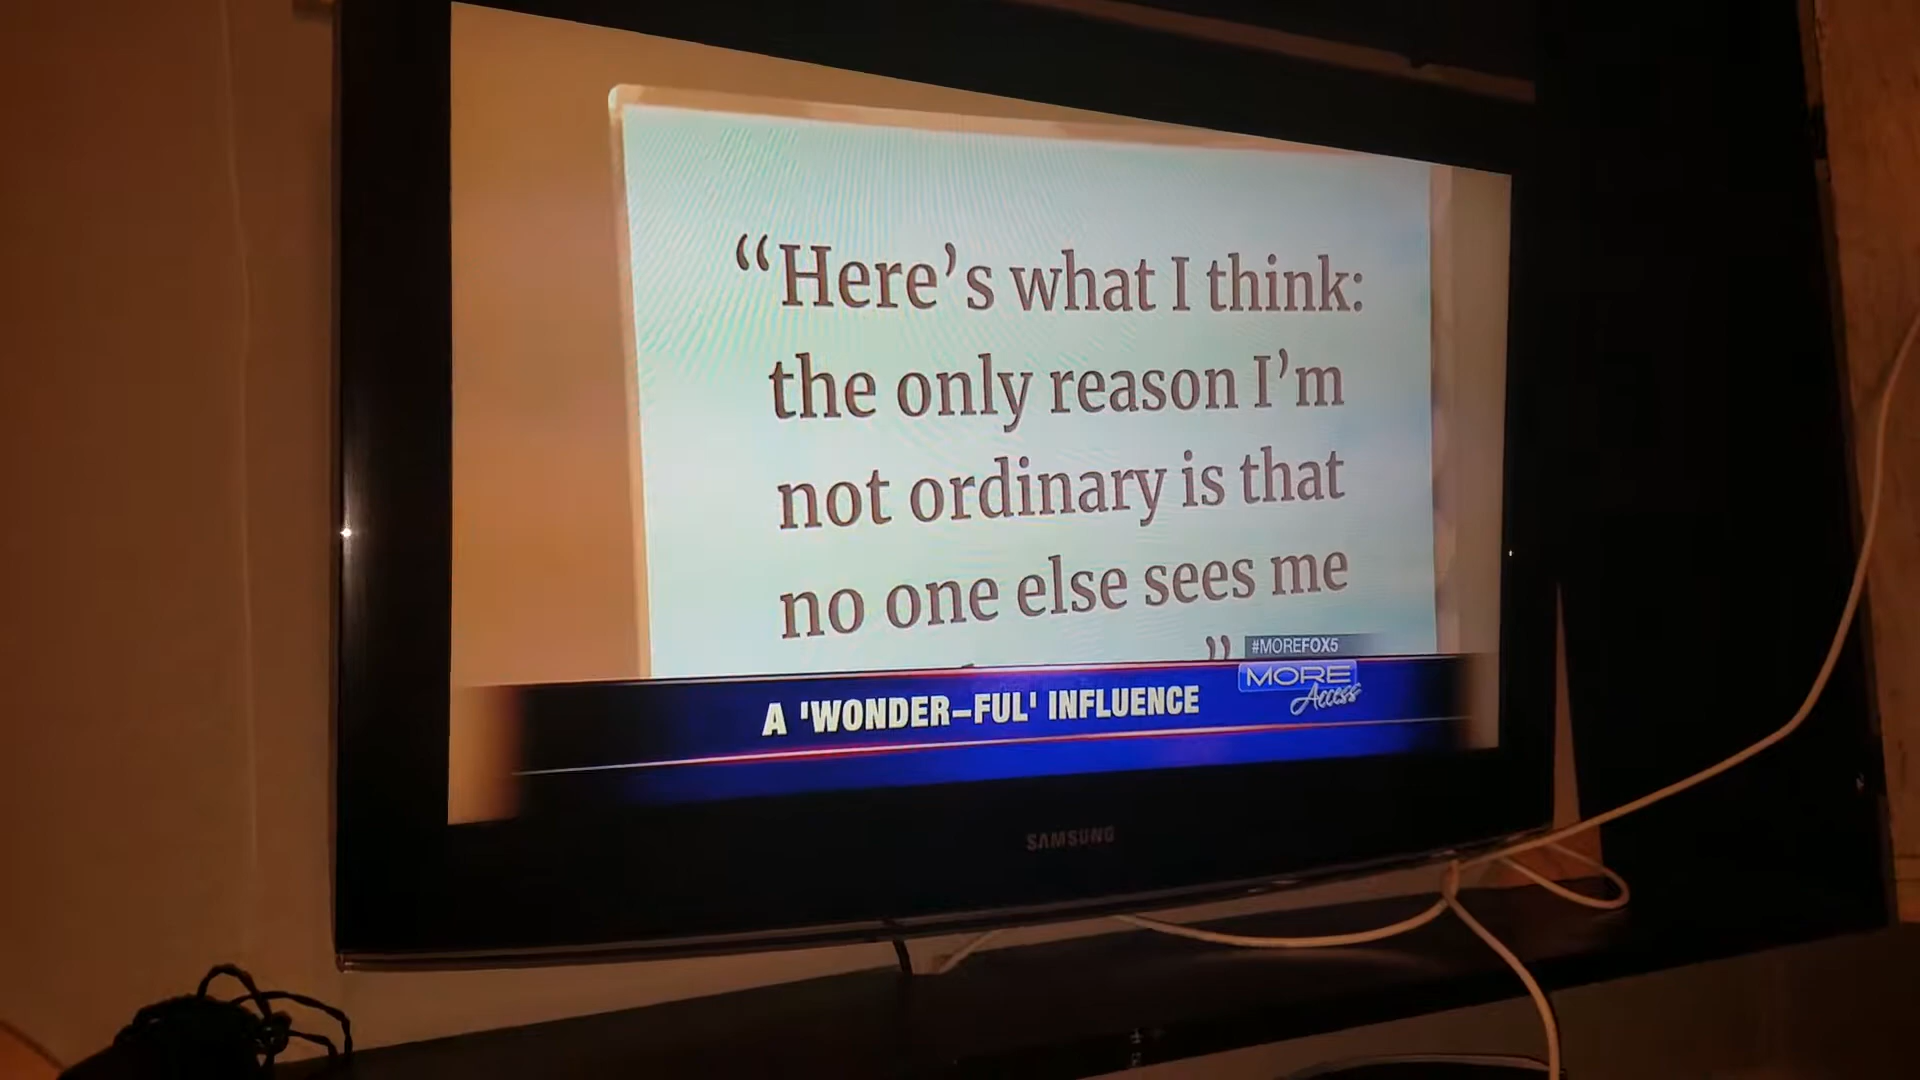 “Here’s what I think:
the only reason I’m
not ordinary is that
no one else sees me
”
#MOREFOX5
MORE
Access
A 'WONDER-FUL' INFLUENCE
SAMSUNG